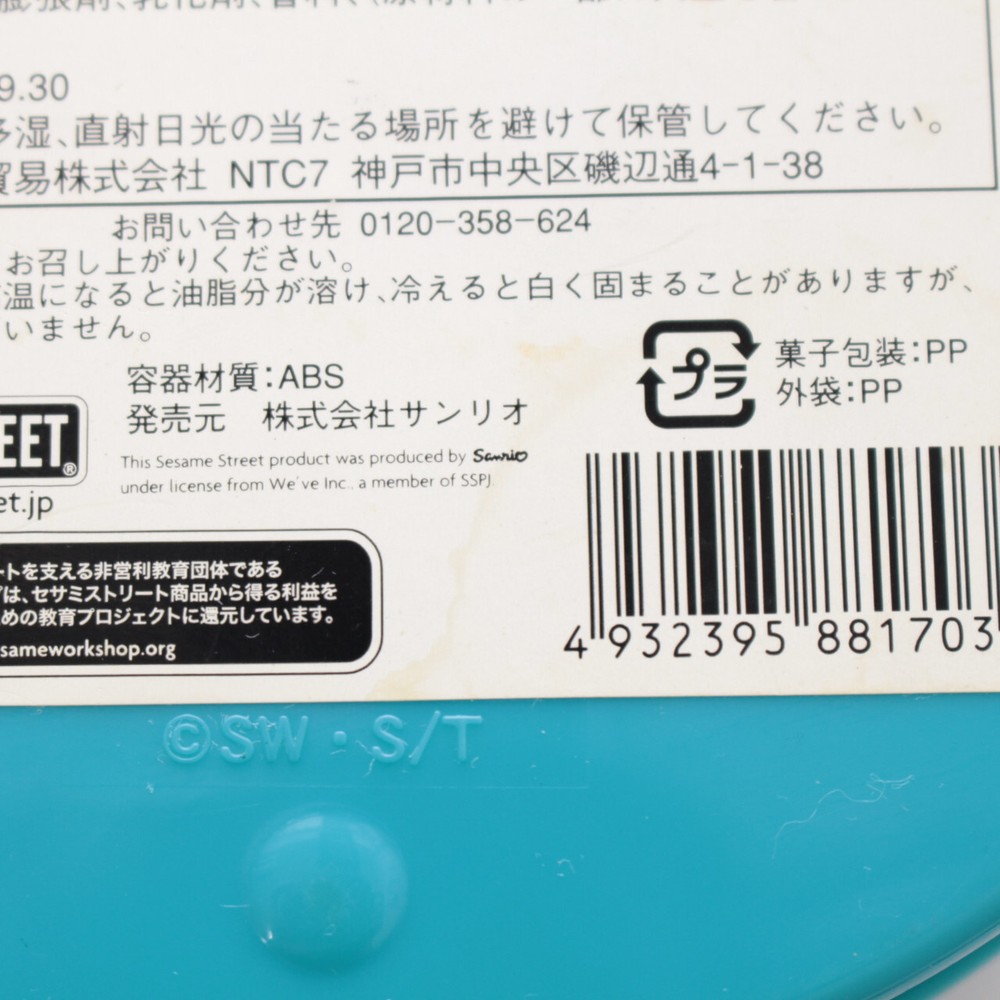 膨張剤、乳化剤、香料、
9.30
多湿、直射日光の当たる場所を避けて保管してください。
貿易株式会社 NTC7 神戸市中央区磯辺通4-1-38
お問い合わせ先 0120-358-624
お召し上がりください。
温になると油脂分が溶け、冷えると白く固まることがありますが、
いません。
容器材質:ABS
発売元 株式会社サンリオ
プラ
菓子包装:PP
外袋:PP
EET®
et.jp
This Sesame Street product was produced by Sanrio
under license from We've Inc., a member of SSPJ.
ートを支える非営利教育団体である
は、セサミストリート商品から得る利益を
めの教育プロジェクトに還元しています。
sameworkshop.org
4 932395 881703
©SW・S/T